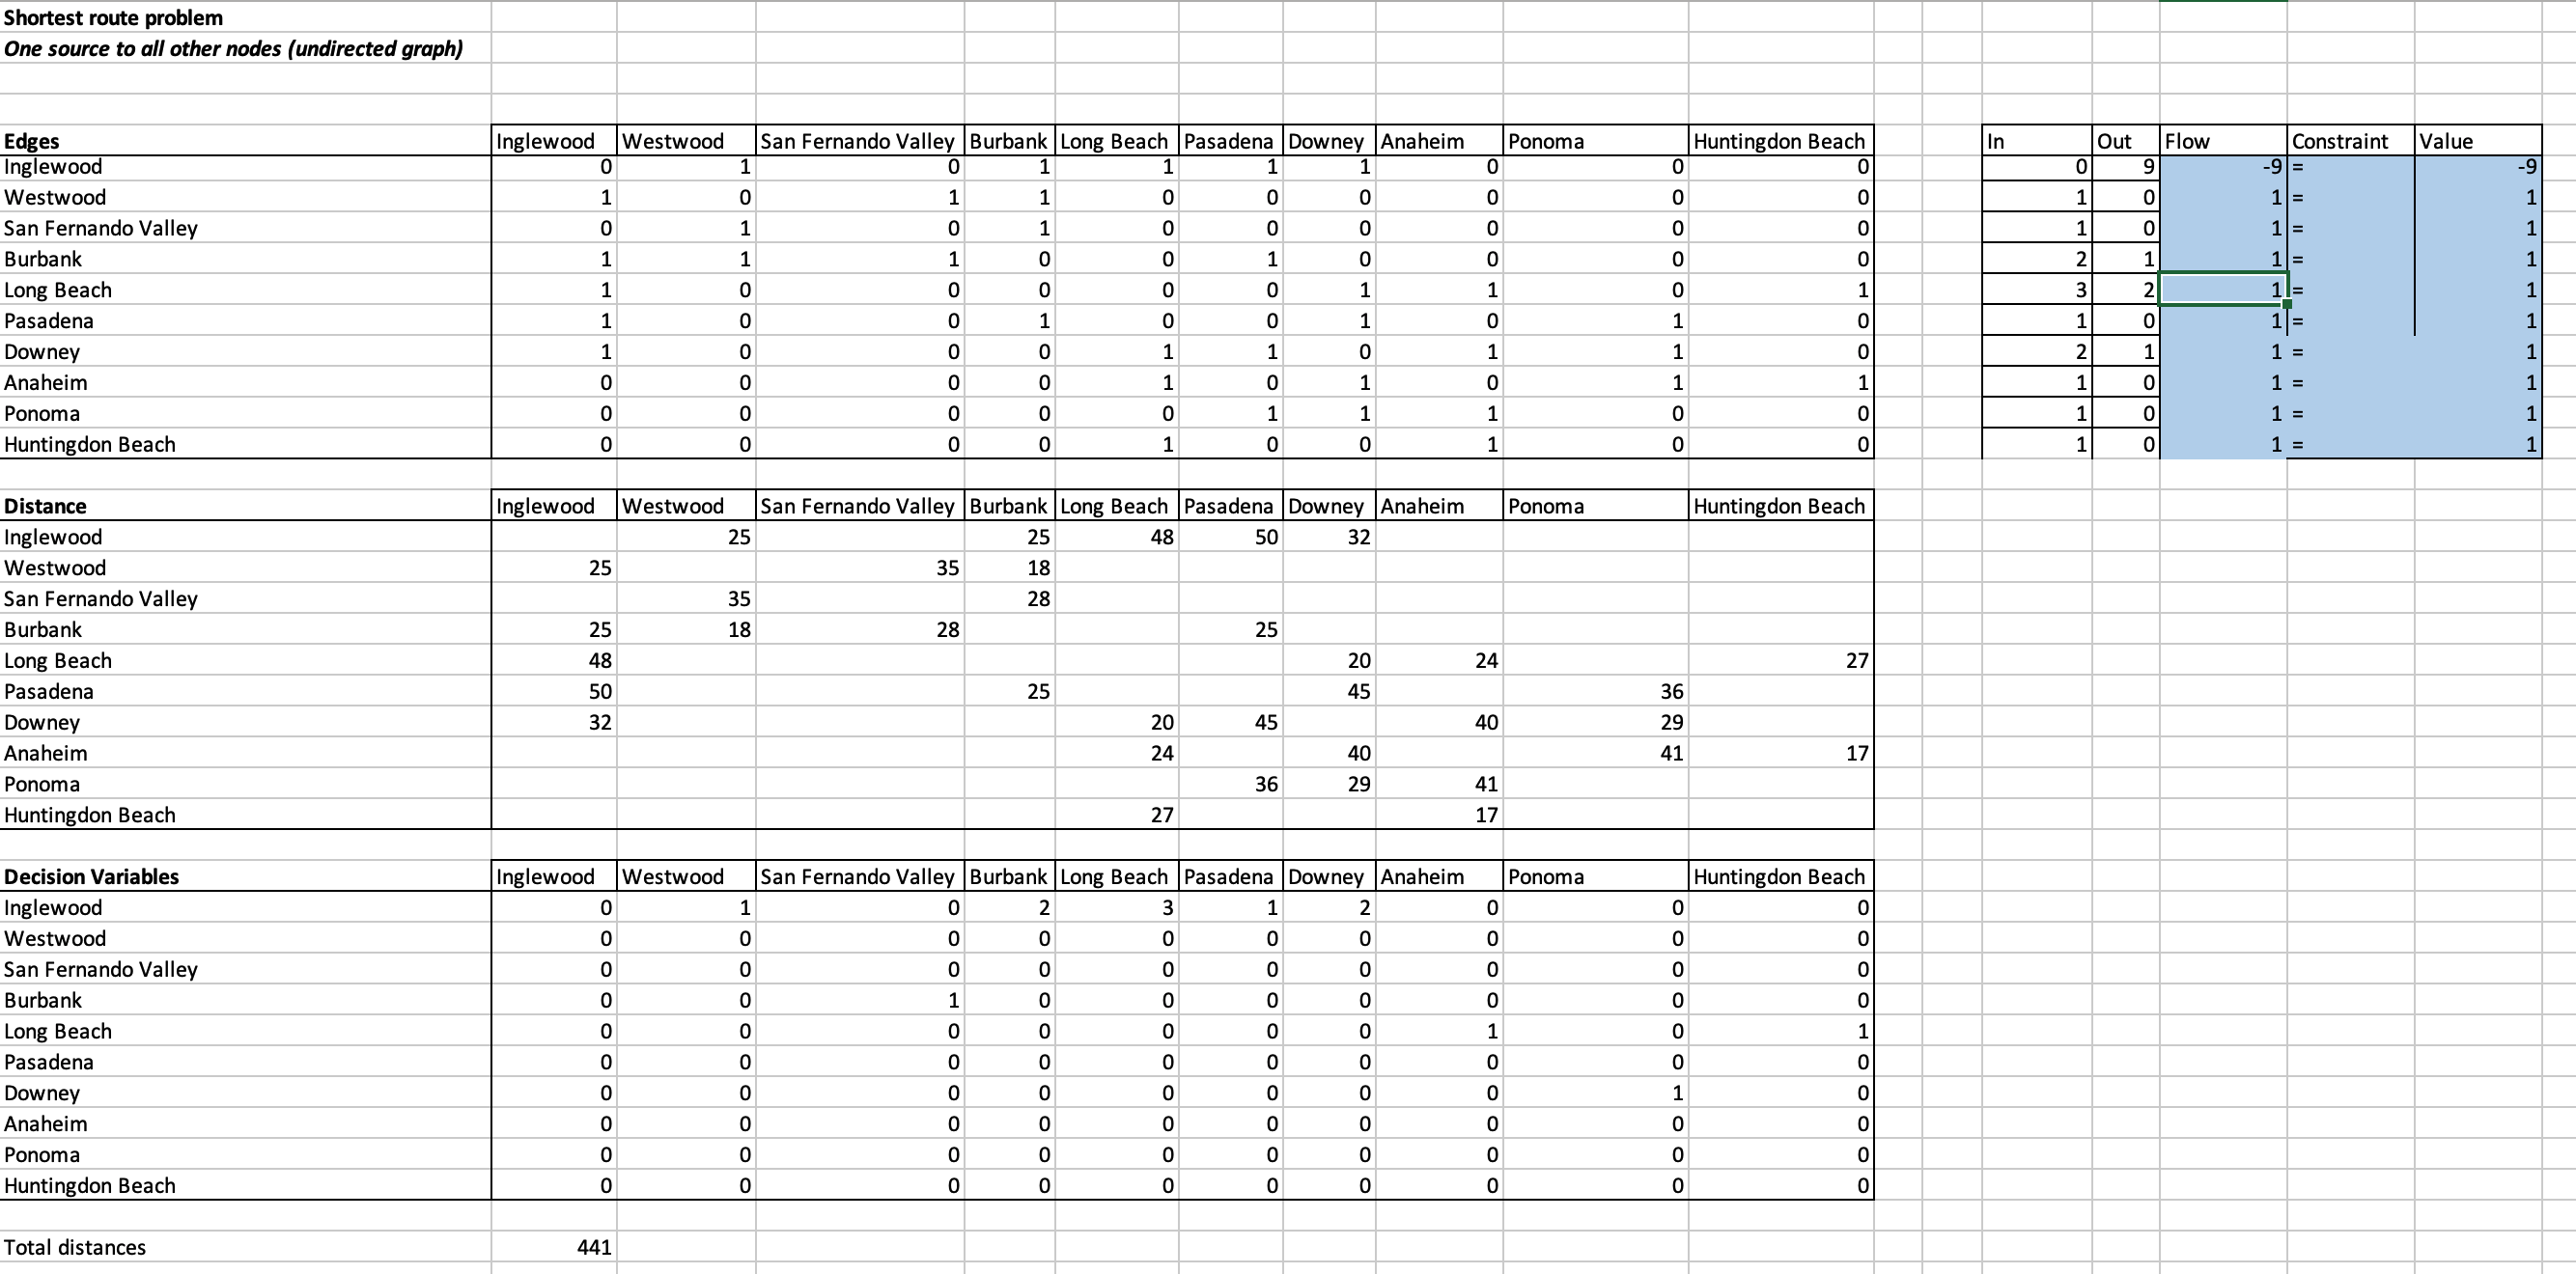 Shortest route problem
One source to all other nodes (undirected graph)
Edges Inglewood Westwood San Fernando Valley Burbank Long Beach Pasadena Downey Anaheim Ponoma Huntingdon Beach In Out Flow Constraint Value
Inglewood 0 1 0 1 1 1 1 0 0 0 0 9 -9 = -9
Westwood 1 0 1 1 0 0 0 0 0 0 1 0 1 = 1
San Fernando Valley 0 1 0 1 0 0 0 0 0 0 1 0 1 = 1
Burbank 1 1 1 0 0 1 0 0 0 0 2 1 1 = 1
Long Beach 1 0 0 0 0 0 1 1 0 1 3 2 1 = 1
Pasadena 1 0 0 1 0 0 1 0 1 0 1 0 1 = 1
Downey 1 0 0 0 1 1 0 1 1 0 2 1 1 = 1
Anaheim 0 0 0 0 1 0 1 0 1 1 1 0 1 = 1
Ponoma 0 0 0 0 0 1 1 1 0 0 1 0 1 = 1
Huntingdon Beach 0 0 0 0 1 0 0 1 0 0 1 0 1 = 1
Distance Inglewood Westwood San Fernando Valley Burbank Long Beach Pasadena Downey Anaheim Ponoma Huntingdon Beach
Inglewood 25 25 48 50 32
Westwood 25 35 18
San Fernando Valley 35 28
Burbank 25 18 28 25
Long Beach 48 20 24 27
Pasadena 50 25 45 36
Downey 32 20 45 40 29
Anaheim 24 40 41 17
Ponoma 36 29 41
Huntingdon Beach 27 17
Decision Variables Inglewood Westwood San Fernando Valley Burbank Long Beach Pasadena Downey Anaheim Ponoma Huntingdon Beach
Inglewood 0 1 0 2 3 1 2 0 0 0
Westwood 0 0 0 0 0 0 0 0 0 0
San Fernando Valley 0 0 0 0 0 0 0 0 0 0
Burbank 0 0 1 0 0 0 0 0 0 0
Long Beach 0 0 0 0 0 0 0 1 0 1
Pasadena 0 0 0 0 0 0 0 0 0 0
Downey 0 0 0 0 0 0 0 0 1 0
Anaheim 0 0 0 0 0 0 0 0 0 0
Ponoma 0 0 0 0 0 0 0 0 0 0
Huntingdon Beach 0 0 0 0 0 0 0 0 0 0
Total distances 441